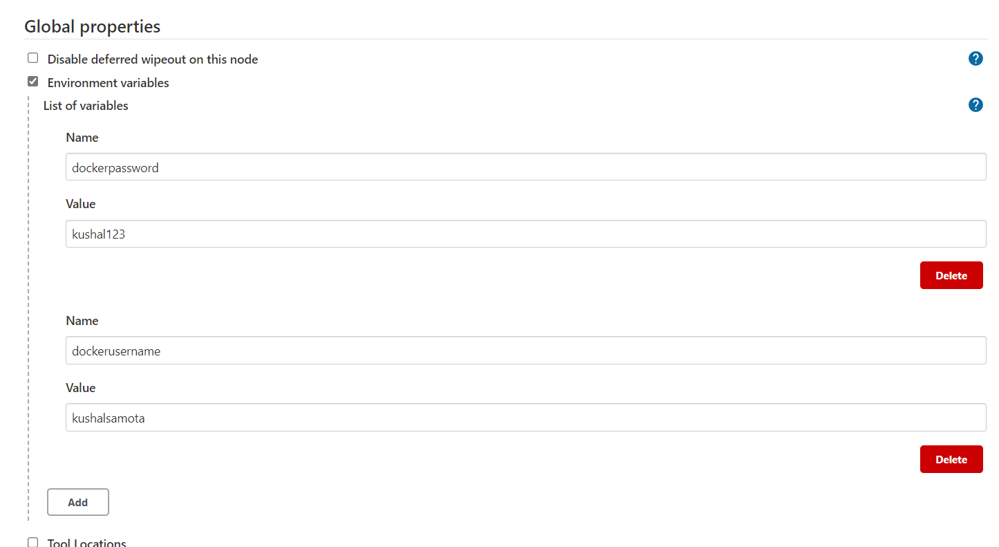 Global properties
Disable deferred wipeout on this node
?
Environment variables
List of variables
?
Name
dockerpassword
Value
kushal123
Delete
Name
dockerusername
Value
kushalsamota
Delete
Add
Tool Locations